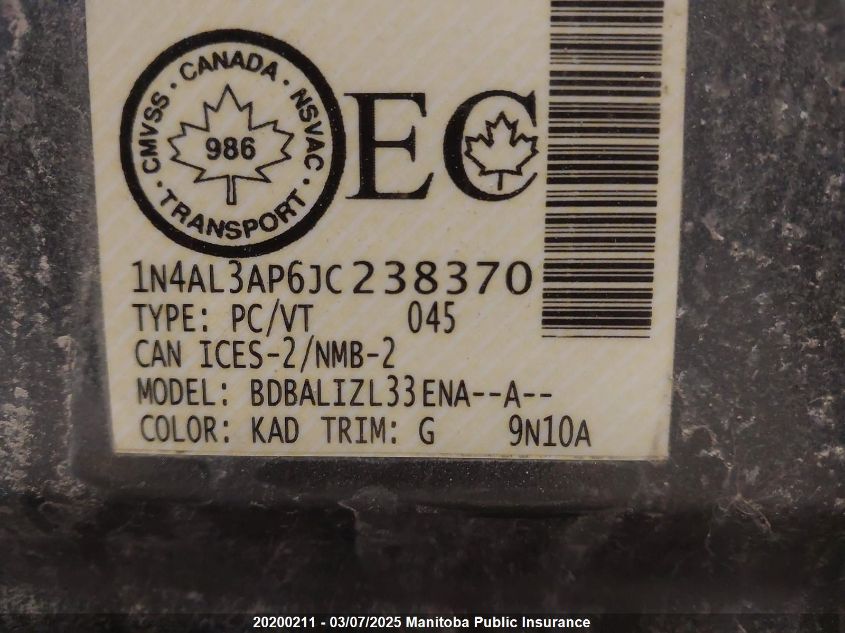 CMVSS · CANADA · NSVAC · TRANSPORT ·
986
EC
1N4AL3AP6JC238370
TYPE: PC/VT 045
CAN ICES-2/NMB-2
MODEL: BDBALIZL33ENA--A--
COLOR: KAD TRIM: G 9N10A
20200211 - 03/07/2025 Manitoba Public Insurance